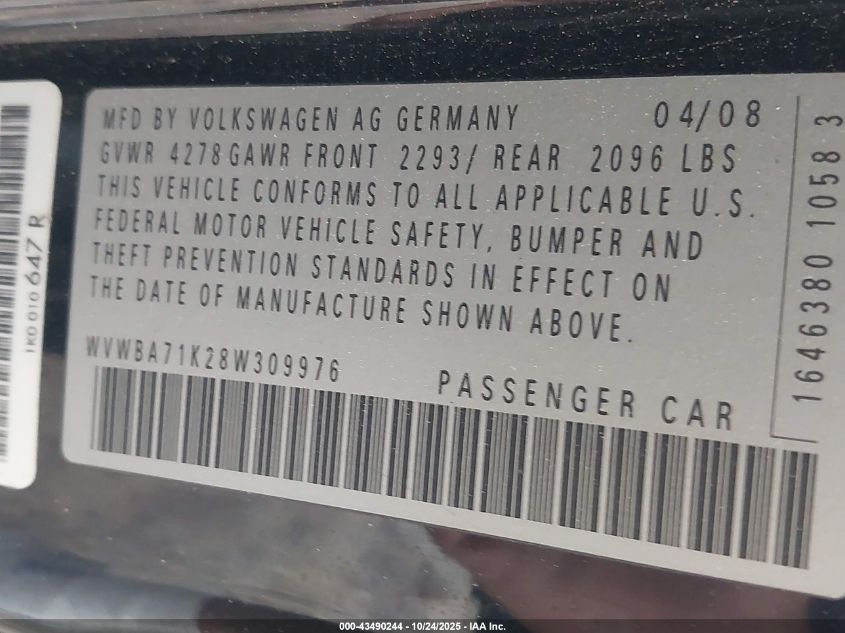 MFD BY VOLKSWAGEN AG GERMANY 04/08
GVWR 4278 GAWR FRONT 2293/ REAR 2096 LBS
THIS VEHICLE CONFORMS TO ALL APPLICABLE U.S.
FEDERAL MOTOR VEHICLE SAFETY, BUMPER AND
THEFT PREVENTION STANDARDS IN EFFECT ON
THE DATE OF MANUFACTURE SHOWN ABOVE.
WVWBA71K28W309976 PASSENGER CAR
1646380 1058 3
1K0 010 647 R
000-43490244 - 10/24/2025 - IAA Inc.